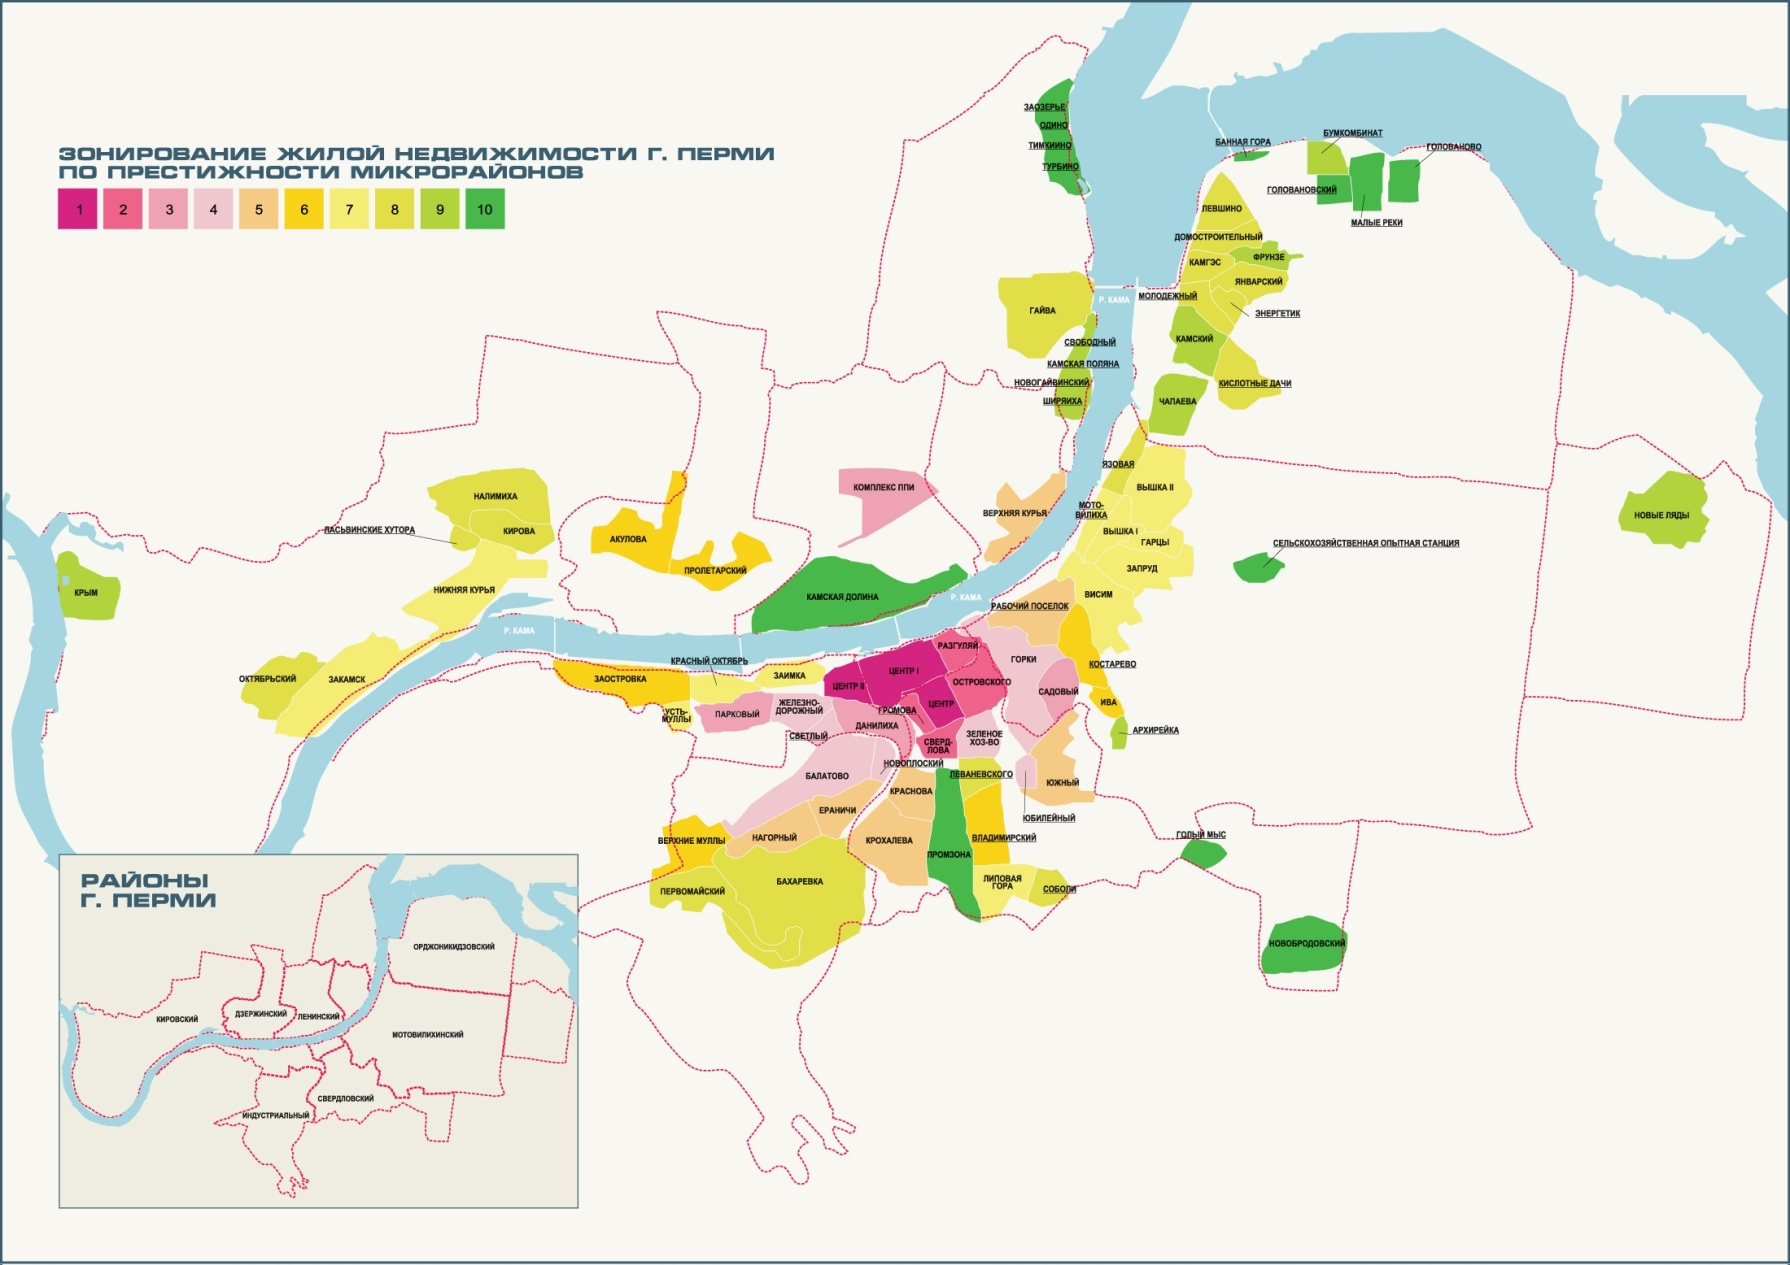 ЗОНИРОВАНИЕ ЖИЛОЙ НЕДВИЖИМОСТИ Г. ПЕРМИ
ПО ПРЕСТИЖНОСТИ МИКРОРАЙОНОВ
1 2 3 4 5 6 7 8 9 10
ЗАОЗЕРЬЕ
ОДИНО
ТИМКИНО
ТУРБИНО
БАННАЯ ГОРА
БУМКОМБИНАТ
ГОЛОВАНОВО
ГОЛОВАНОВСКИЙ
МАЛЫЕ РЕКИ
ЛЕВШИНО
ДОМОСТРОИТЕЛЬНЫЙ
ФРУНЗЕ
КАМГЭС
ЯНВАРСКИЙ
МОЛОДЕЖНЫЙ
ЭНЕРГЕТИК
Р. КАМА
ГАЙВА
СВОБОДНЫЙ
КАМСКИЙ
КАМСКАЯ ПОЛЯНА
НОВОГАЙВИНСКИЙ
КИСЛОТНЫЕ ДАЧИ
ШИРЯИХА
ЧАПАЕВА
ЯЗОВАЯ
ВЫШКА II
КОМПЛЕКС ППИ
НАЛИМИХА
МОТО-
ВИЛИХА
ВЕРХНЯЯ КУРЬЯ
НОВЫЕ ЛЯДЫ
ЛАСЬВИНСКИЕ ХУТОРА
КИРОВА
ВЫШКА I
АКУЛОВА
ГАРЦЫ
СЕЛЬСКОХОЗЯЙСТВЕННАЯ ОПЫТНАЯ СТАНЦИЯ
ПРОЛЕТАРСКИЙ
ЗАПРУД
КРЫМ
НИЖНЯЯ КУРЬЯ
КАМСКАЯ ДОЛИНА
Р. КАМА
ВИСИМ
РАБОЧИЙ ПОСЕЛОК
Р. КАМА
РАЗГУЛЯЙ
КРАСНЫЙ ОКТЯБРЬ
ГОРКИ
КОСТАРЕВО
ОКТЯБРЬСКИЙ
ЗАКАМСК
ЗАОСТРОВКА
ЗАИМКА
ЦЕНТР I
ЦЕНТР II
ОСТРОВСКОГО
САДОВЫЙ
ИВА
УСТЬ-
МУЛЛЫ
ПАРКОВЫЙ
ЖЕЛЕЗНО-
ДОРОЖНЫЙ
ГРОМОВА
ЦЕНТР
ДАНИЛИХА
АРХИРЕЙКА
СВЕТЛЫЙ
СВЕРД-
ЛОВА
ЗЕЛЕНОЕ
ХОЗ-ВО
НОВОПЛОСКИЙ
БАЛАТОВО
ЛЕВАНЕВСКОГО
ЮЖНЫЙ
КРАСНОВА
ЕРАНИЧИ
ЮБИЛЕЙНЫЙ
ВЕРХНИЕ МУЛЛЫ
НАГОРНЫЙ
КРОХАЛЕВА
ВЛАДИМИРСКИЙ
ГОЛЫЙ МЫС
ПРОМЗОНА
БАХАРЕВКА
ЛИПОВАЯ
ГОРА
ПЕРВОМАЙСКИЙ
СОБОЛИ
НОВОБРОДОВСКИЙ
РАЙОНЫ
Г. ПЕРМИ
ОРДЖОНИКИДЗОВСКИЙ
КИРОВСКИЙ
ДЗЕРЖИНСКИЙ
ЛЕНИНСКИЙ
МОТОВИЛИХИНСКИЙ
СВЕРДЛОВСКИЙ
ИНДУСТРИАЛЬНЫЙ